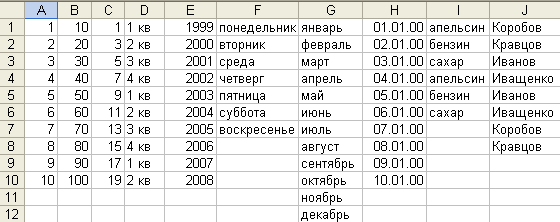 A B C D E F G H I J
1 1 10 1 1 кв 1999 понедельник январь 01.01.00 апельсин Коробов
2 2 20 3 2 кв 2000 вторник февраль 02.01.00 бензин Кравцов
3 3 30 5 3 кв 2001 среда март 03.01.00 сахар Иванов
4 4 40 7 4 кв 2002 четверг апрель 04.01.00 апельсин Иващенко
5 5 50 9 1 кв 2003 пятница май 05.01.00 бензин Иванов
6 6 60 11 2 кв 2004 суббота июнь 06.01.00 сахар Иващенко
7 7 70 13 3 кв 2005 воскресенье июль 07.01.00 Коробов
8 8 80 15 4 кв 2006 август 08.01.00 Кравцов
9 9 90 17 1 кв 2007 сентябрь 09.01.00
10 10 100 19 2 кв 2008 октябрь 10.01.00
11 ноябрь
12 декабрь